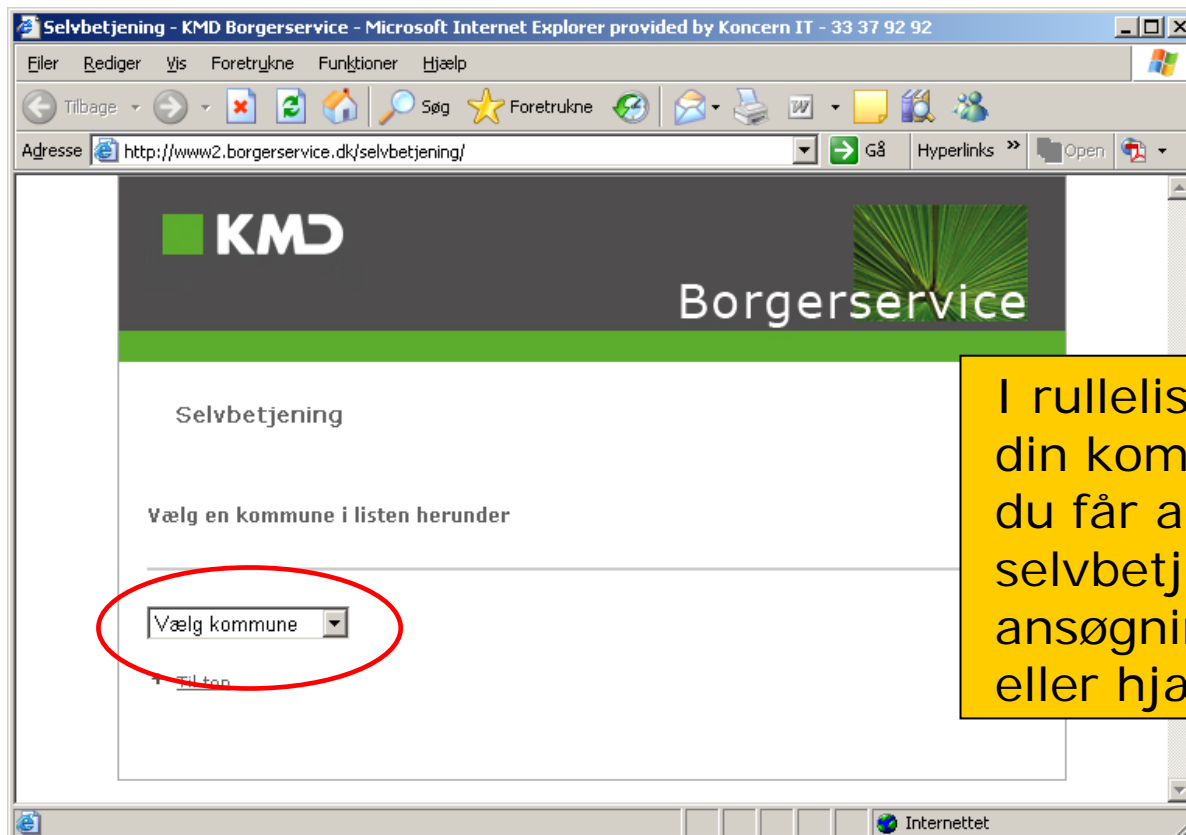 Selvbetjening - KMD Borgerservice - Microsoft Internet Explorer provided by Koncern IT - 33 37 92 92
Filer Rediger Vis Foretrukne Funktioner Hjælp
Tilbage Søg Foretrukne
Adresse http://www2.borgerservice.dk/selvbetjening/ Gå Hyperlinks » Open
KMD
Borgerservice
Selvbetjening
Vælg en kommune i listen herunder
Vælg kommune
Til top
I rullelis
din kom
du får a
selvbetj
ansøgni
eller hjæ
Internettet